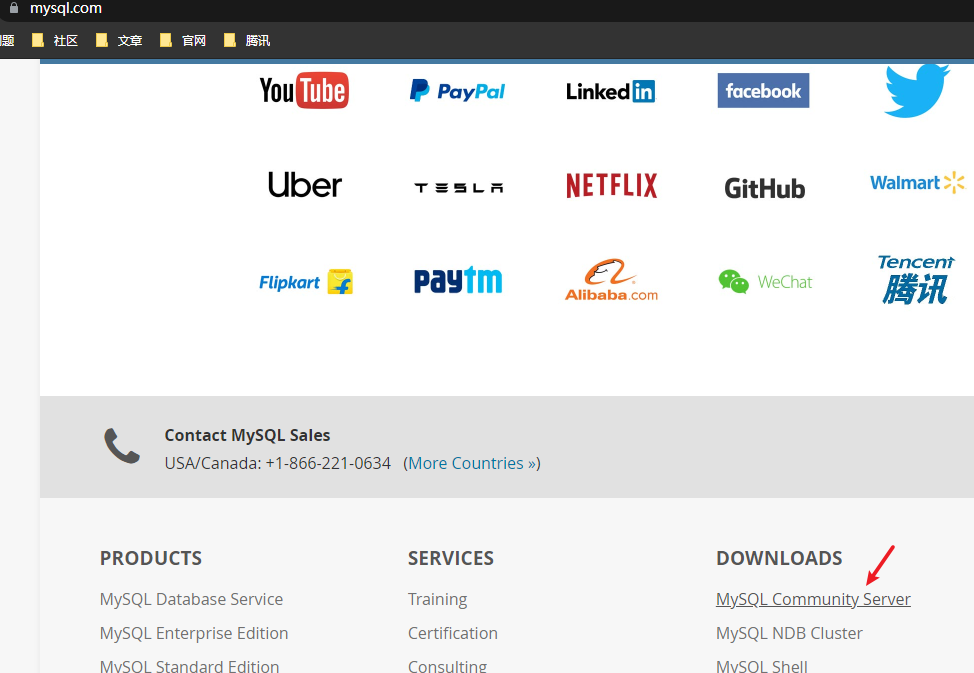 mysql.com
题 社区 文章 官网 腾讯
YouTube PayPal LinkedIn facebook
Uber TESLA NETFLIX GitHub Walmart
Flipkart Paytm Alibaba.com WeChat Tencent 腾讯
Contact MySQL Sales
USA/Canada: +1-866-221-0634 (More Countries »)
PRODUCTS SERVICES DOWNLOADS
MySQL Database Service Training MySQL Community Server
MySQL Enterprise Edition Certification MySQL NDB Cluster
MySQL Standard Edition Consulting MySQL Shell